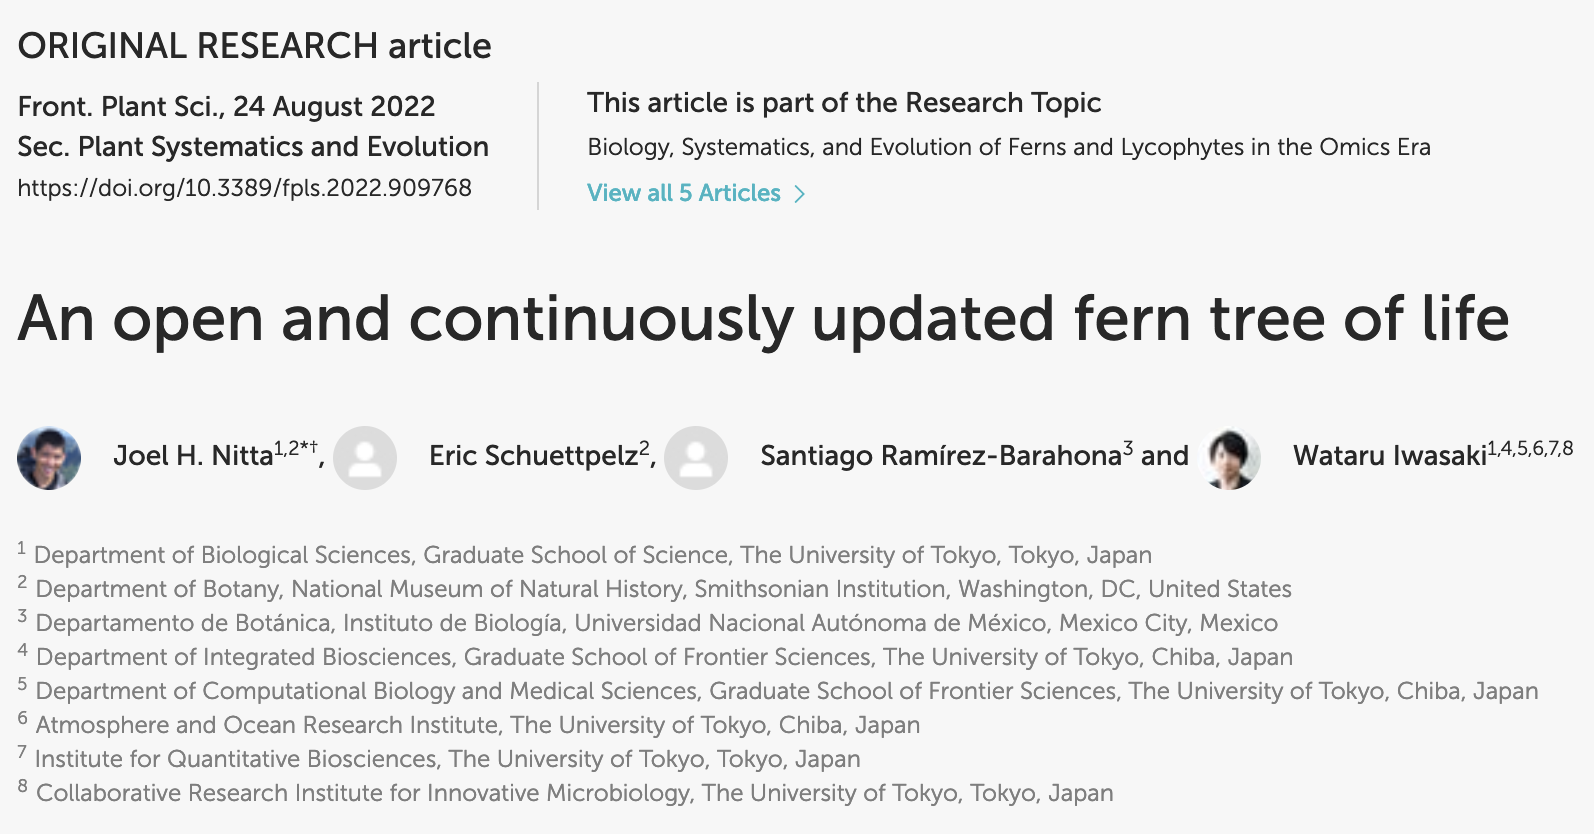 ORIGINAL RESEARCH article
Front. Plant Sci., 24 August 2022
Sec. Plant Systematics and Evolution
https://doi.org/10.3389/fpls.2022.909768
This article is part of the Research Topic
Biology, Systematics, and Evolution of Ferns and Lycophytes in the Omics Era
View all 5 Articles >
An open and continuously updated fern tree of life
Joel H. Nitta1,2*†, Eric Schuettpelz2, Santiago Ramírez-Barahona3 and Wataru Iwasaki1,4,5,6,7,8
1 Department of Biological Sciences, Graduate School of Science, The University of Tokyo, Tokyo, Japan
2 Department of Botany, National Museum of Natural History, Smithsonian Institution, Washington, DC, United States
3 Departamento de Botánica, Instituto de Biología, Universidad Nacional Autónoma de México, Mexico City, Mexico
4 Department of Integrated Biosciences, Graduate School of Frontier Sciences, The University of Tokyo, Chiba, Japan
5 Department of Computational Biology and Medical Sciences, Graduate School of Frontier Sciences, The University of Tokyo, Chiba, Japan
6 Atmosphere and Ocean Research Institute, The University of Tokyo, Chiba, Japan
7 Institute for Quantitative Biosciences, The University of Tokyo, Tokyo, Japan
8 Collaborative Research Institute for Innovative Microbiology, The University of Tokyo, Tokyo, Japan